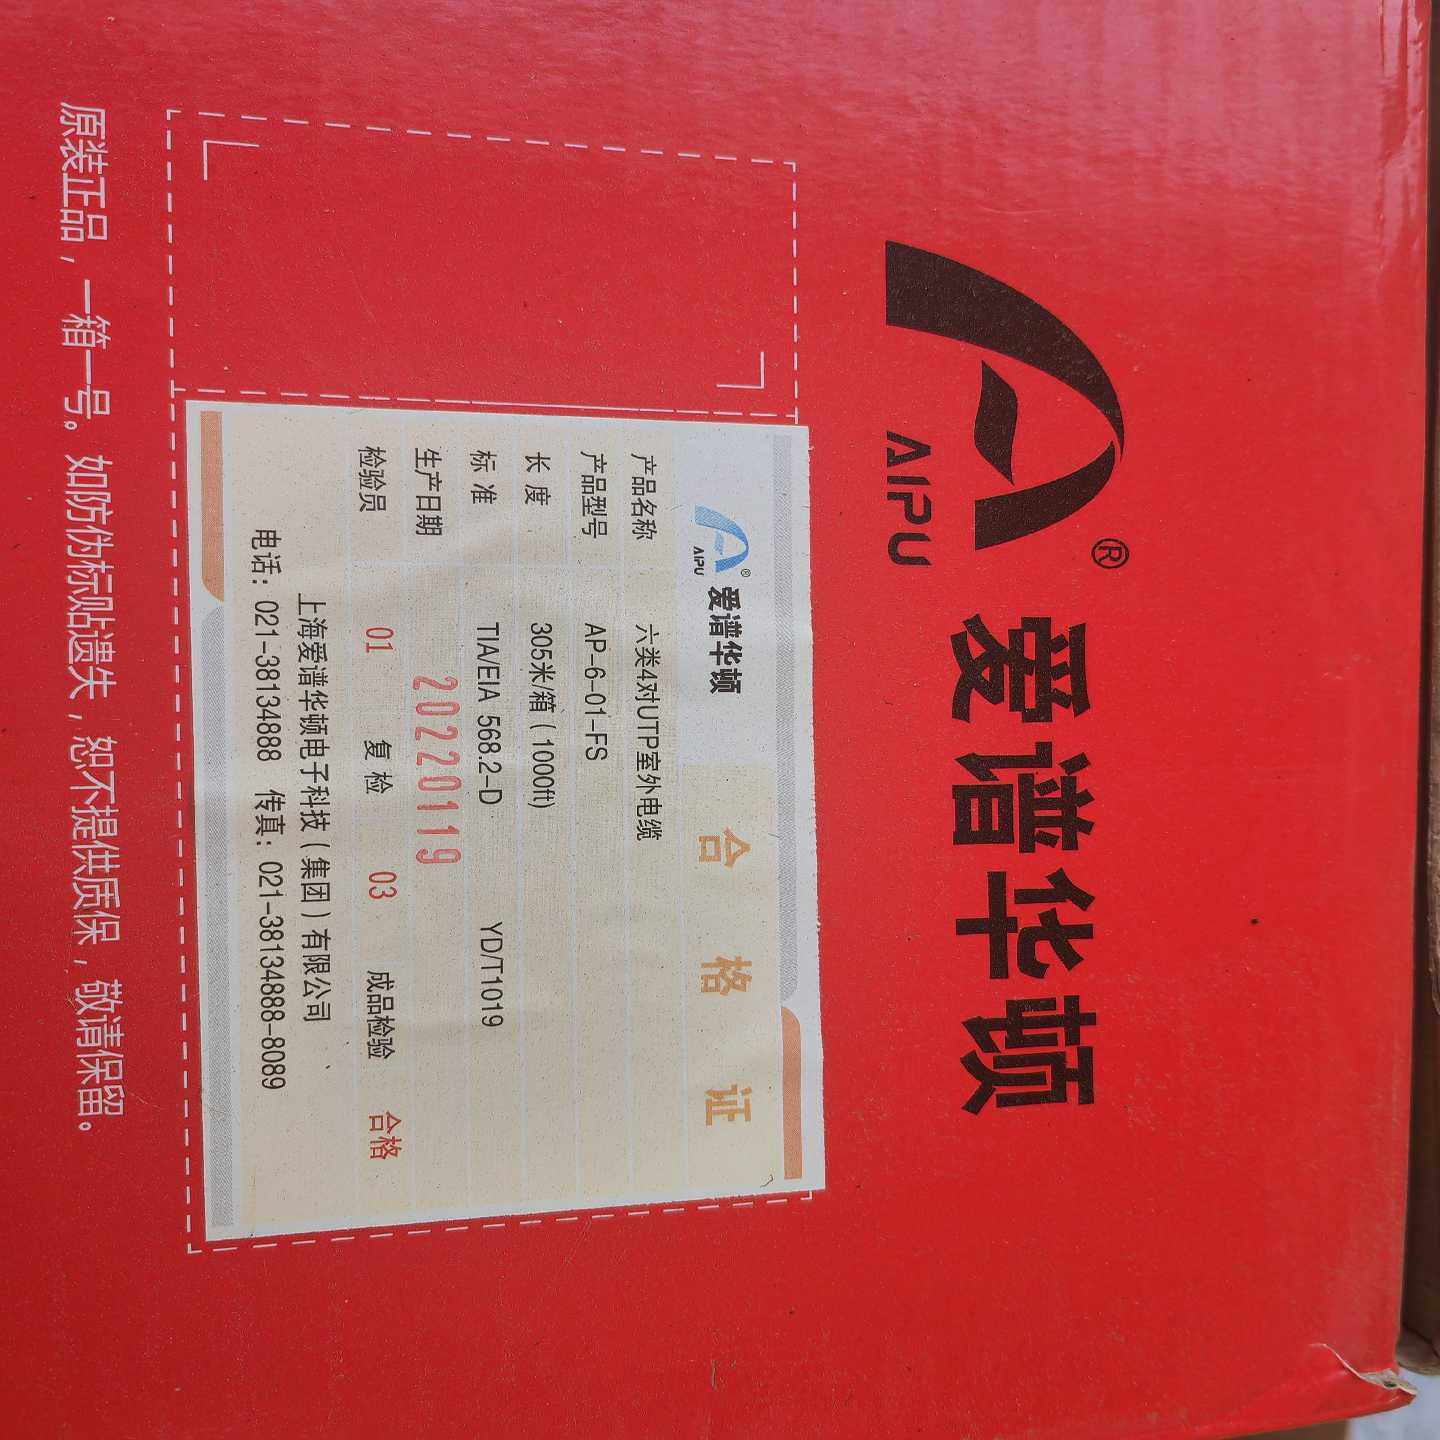 ®
AIPU
爱谱华顿
®
AIPU
爱谱华顿
合格证
产品名称 六类4对UTP室外电缆
产品型号 AP-6-01-FS
长度 305米/箱(1000ft)
标准 TIA/EIA 568.2-D YD/T1019
生产日期 20220119
检验员 01 复检 03 成品检验 合格
上海爱谱华顿电子科技(集团)有限公司
电话:021-38134888 传真:021-38134888-8089
原装正品,一箱一号。如防伪标贴遗失,恕不提供质保,敬请保留。